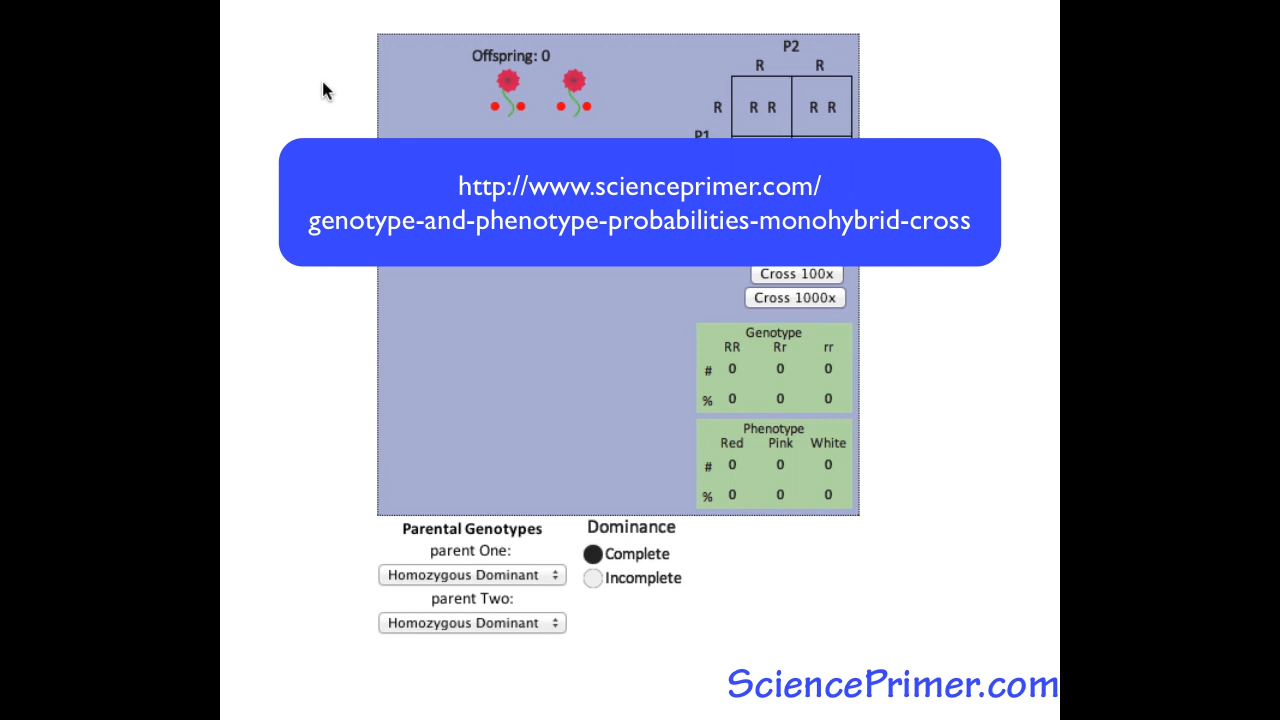 Offspring: 0
P2
R R
R R R R R
P1
http://www.scienceprimer.com/
genotype-and-phenotype-probabilities-monohybrid-cross
Cross 100x
Cross 1000x
Genotype
RR Rr rr
# 0 0 0
% 0 0 0
Phenotype
Red Pink White
# 0 0 0
% 0 0 0
Parental Genotypes
parent One:
Homozygous Dominant
parent Two:
Homozygous Dominant
Dominance
Complete
Incomplete
SciencePrimer.com